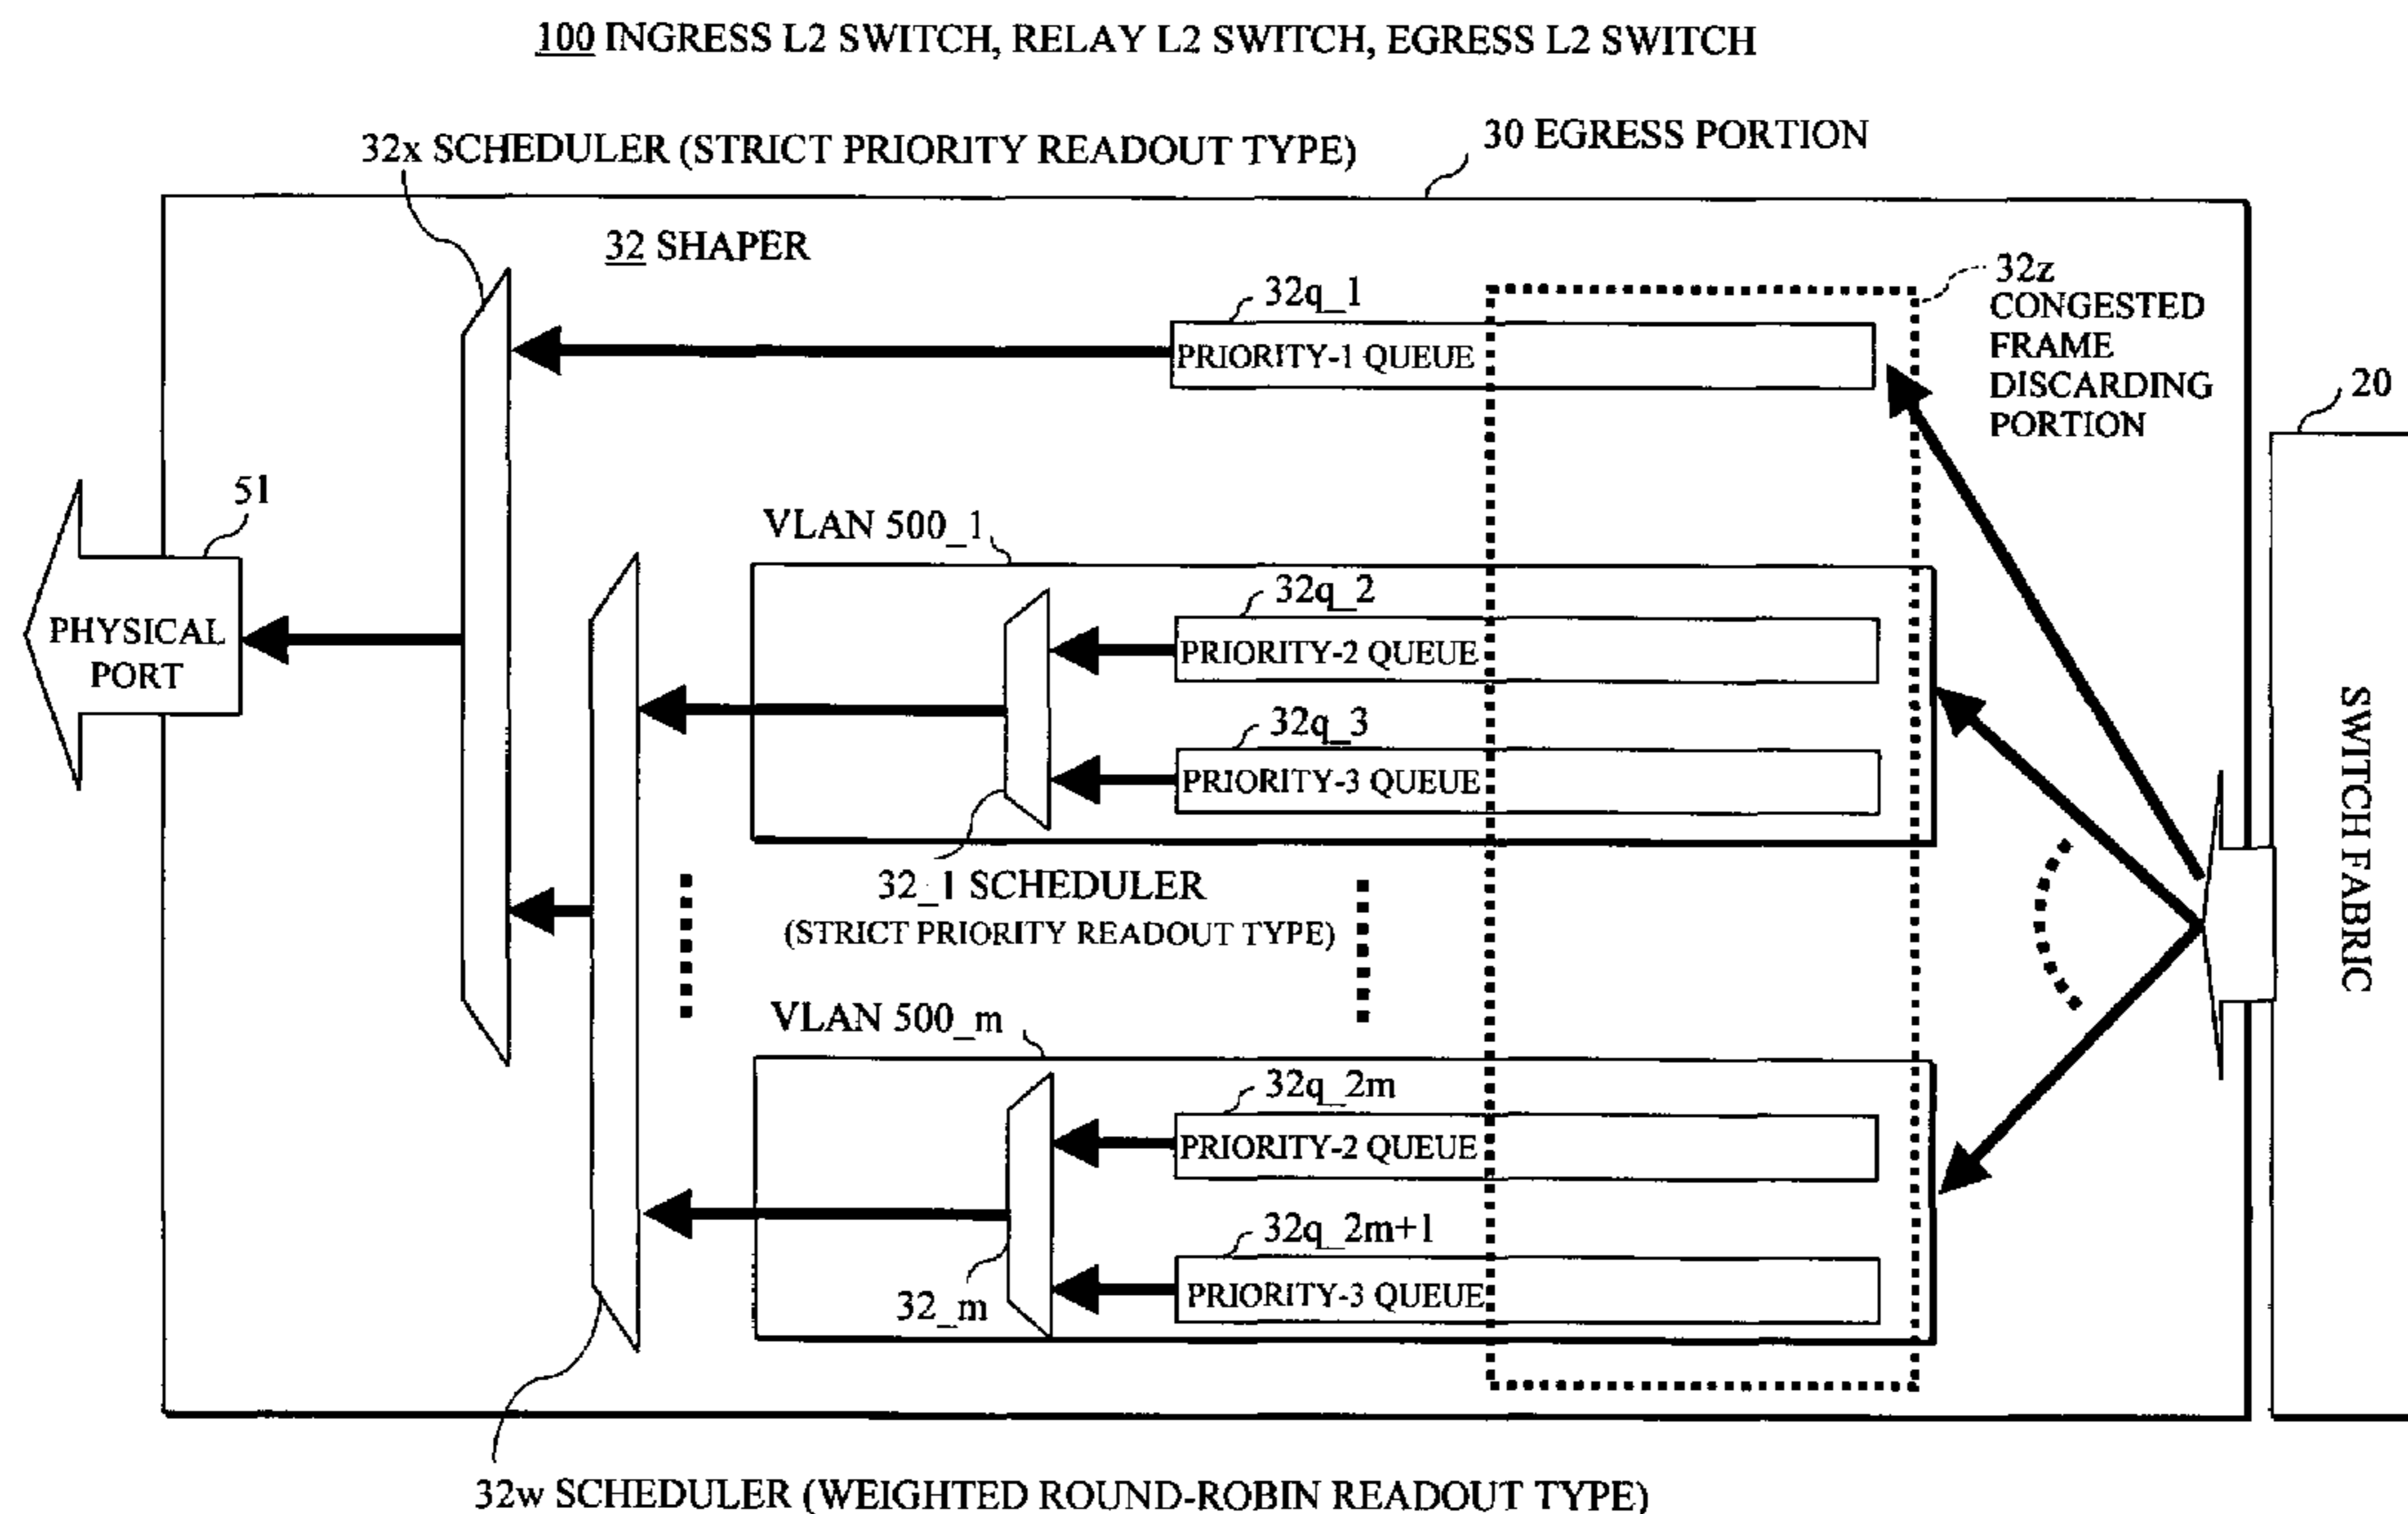 100 INGRESS L2 SWITCH, RELAY L2 SWITCH, EGRESS L2 SWITCH
32x SCHEDULER (STRICT PRIORITY READOUT TYPE)
30 EGRESS PORTION
32 SHAPER
32z
CONGESTED
FRAME
DISCARDING
PORTION
32q_1
PRIORITY-1 QUEUE
20
51
PHYSICAL
PORT
VLAN 500_1
32q_2
PRIORITY-2 QUEUE
32q_3
PRIORITY-3 QUEUE
SWITCH FABRIC
32_1 SCHEDULER
(STRICT PRIORITY READOUT TYPE)
VLAN 500_m
32q_2m
PRIORITY-2 QUEUE
32q_2m+1
PRIORITY-3 QUEUE
32_m
32w SCHEDULER (WEIGHTED ROUND-ROBIN READOUT TYPE)